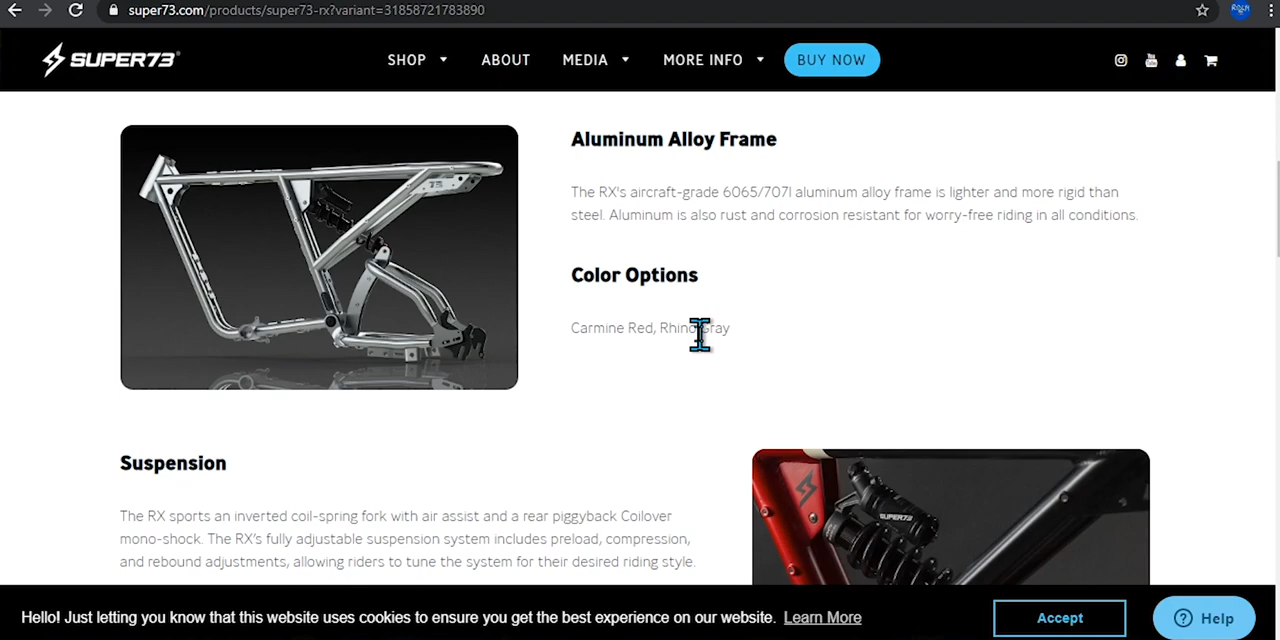 super73.com/products/super73-rx?variant=31858721783890
SUPER73
SHOP ABOUT MEDIA MORE INFO BUY NOW
Aluminum Alloy Frame
The RX's aircraft-grade 6065/7071 aluminum alloy frame is lighter and more rigid than
steel. Aluminum is also rust and corrosion resistant for worry-free riding in all conditions.
Color Options
Carmine Red, Rhino Gray
Suspension
The RX sports an inverted coil-spring fork with air assist and a rear piggyback Coilover
mono-shock. The RX's fully adjustable suspension system includes preload, compression,
and rebound adjustments, allowing riders to tune the system for their desired riding style.
SUPER73
Hello! Just letting you know that this website uses cookies to ensure you get the best experience on our website. Learn More
Accept
Help